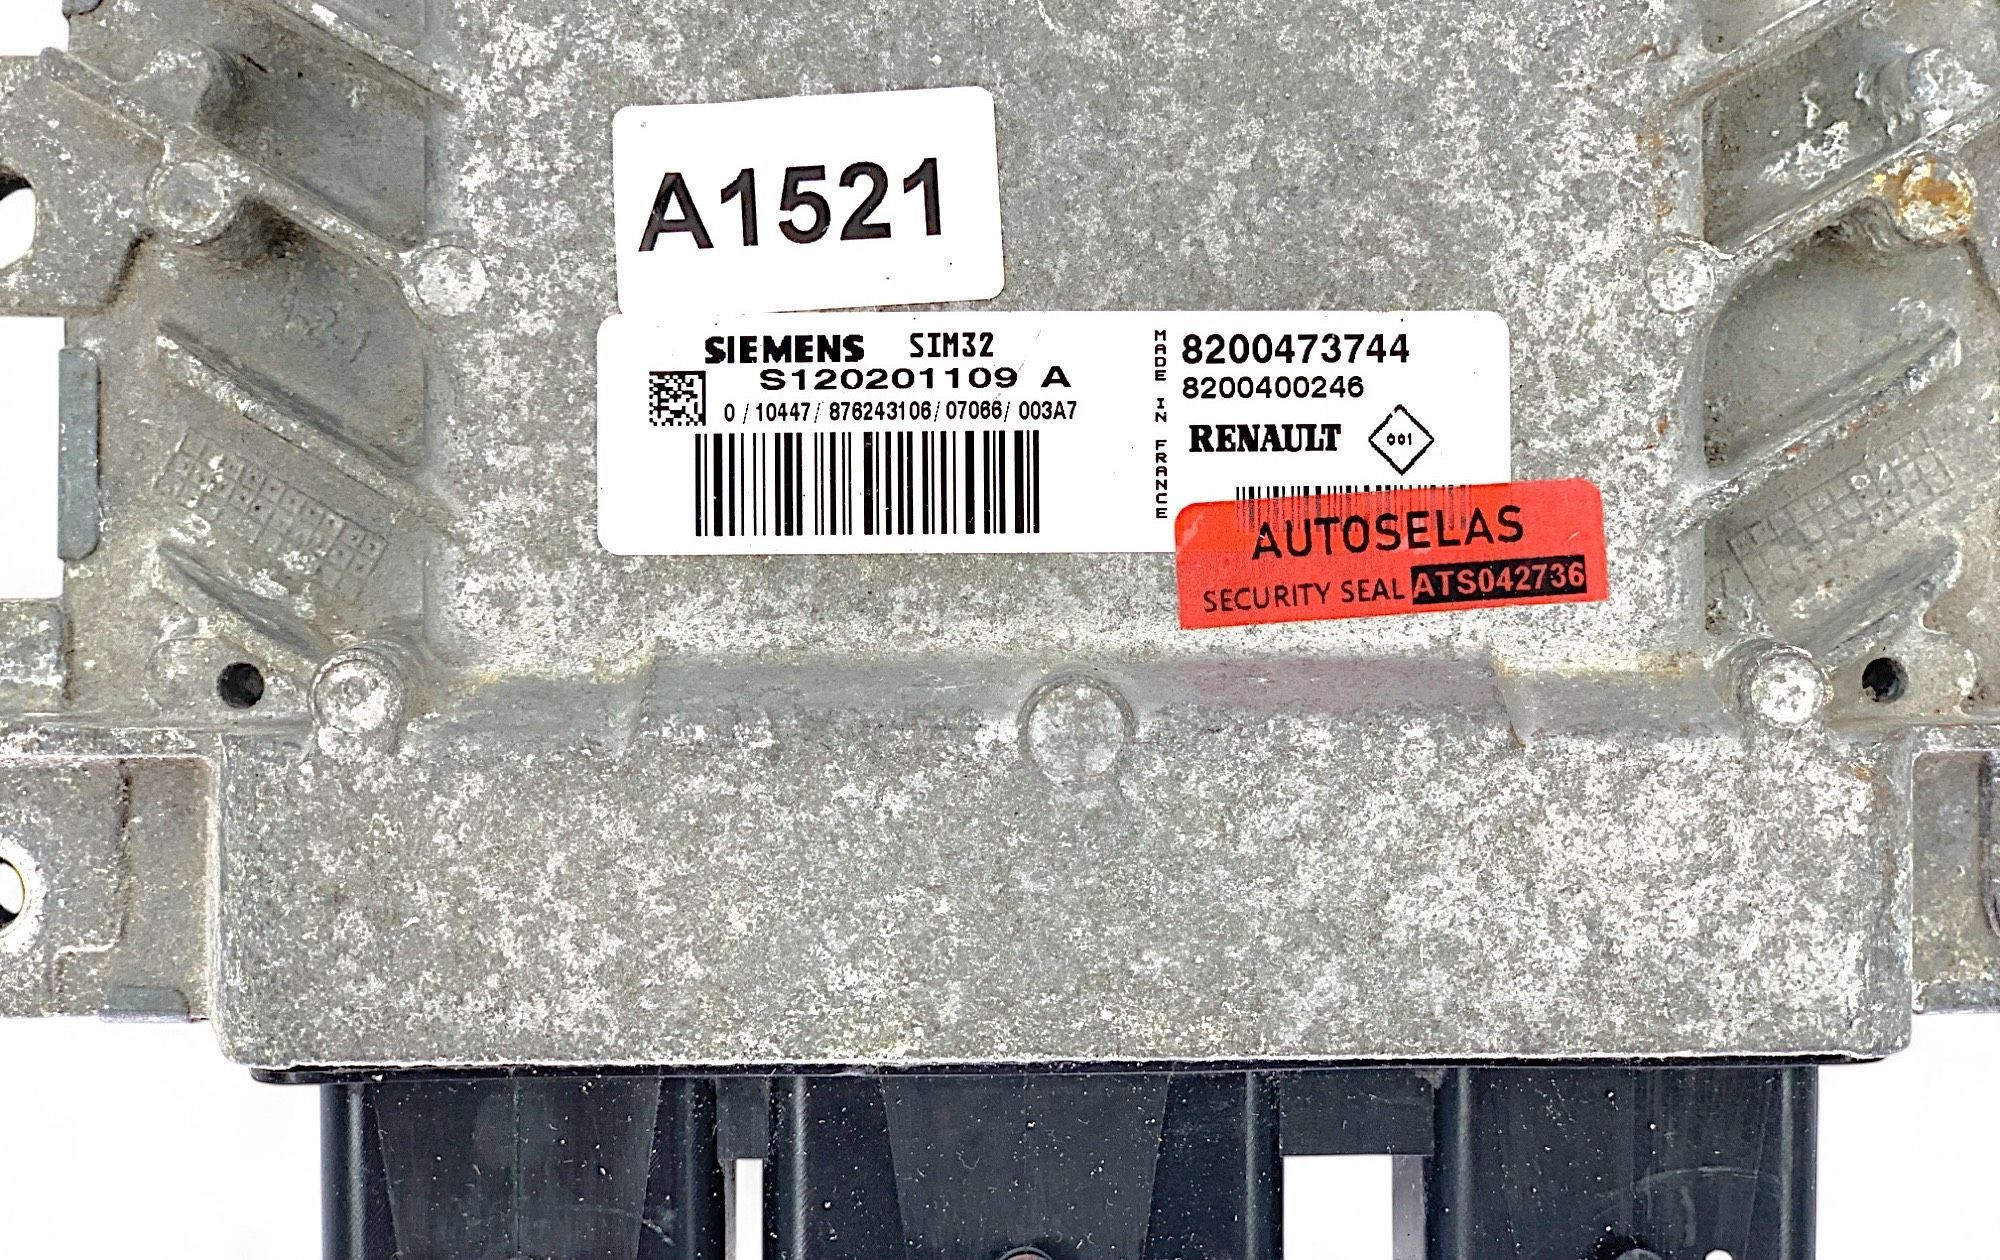 A1521
SIEMENS SIM32
S120201109 A
0/10447/876243106/07066/003A7
MADE IN FRANCE
8200473744
8200400246
RENAULT 001
AUTOSELAS
SECURITY SEAL ATS042736